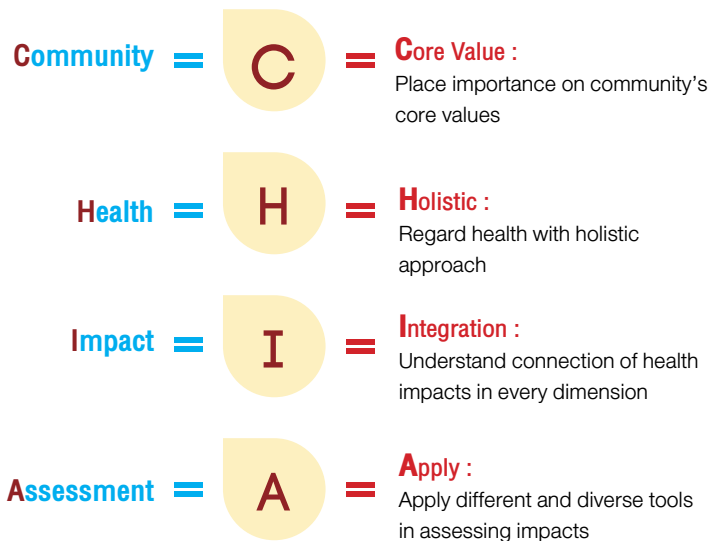 Community = C = Core Value :
Place importance on community's
core values
Health = H = Holistic :
Regard health with holistic
approach
Impact = I = Integration :
Understand connection of health
impacts in every dimension
Assessment = A = Apply :
Apply different and diverse tools
in assessing impacts